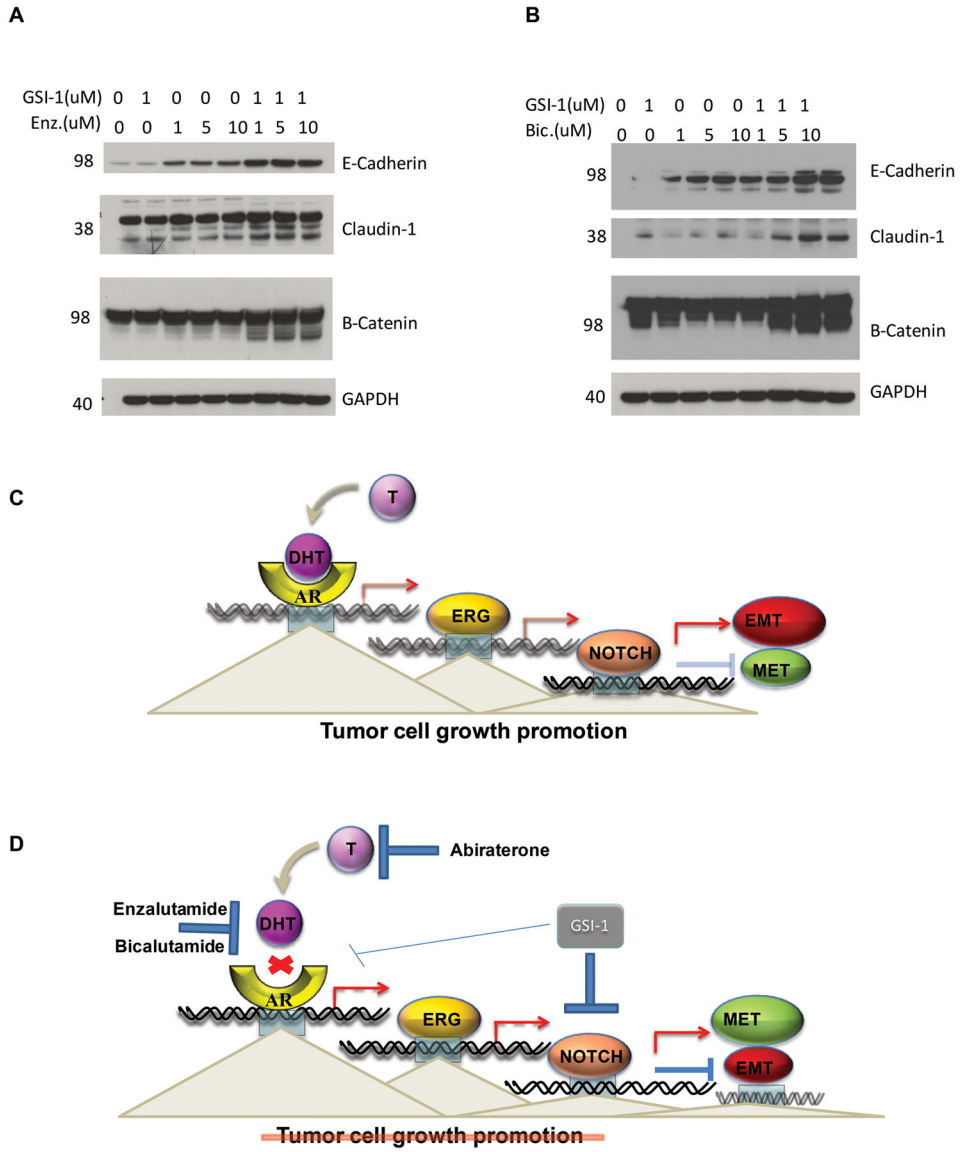 A
GSI-1(uM) 0 1 0 0 0 1 1 1
Enz.(uM) 0 0 1 5 10 1 5 10
98 E-Cadherin
38 Claudin-1
98 B-Catenin
40 GAPDH
B
GSI-1(uM) 0 1 0 0 0 1 1 1
Bic.(uM) 0 0 1 5 10 1 5 10
98 E-Cadherin
38 Claudin-1
98 B-Catenin
40 GAPDH
C
T
DHT
AR
ERG
NOTCH
EMT
MET
Tumor cell growth promotion
D
T
Abiraterone
Enzalutamide
Bicalutamide
DHT
GSI-1
AR
ERG
NOTCH
MET
EMT
Tumor cell growth promotion